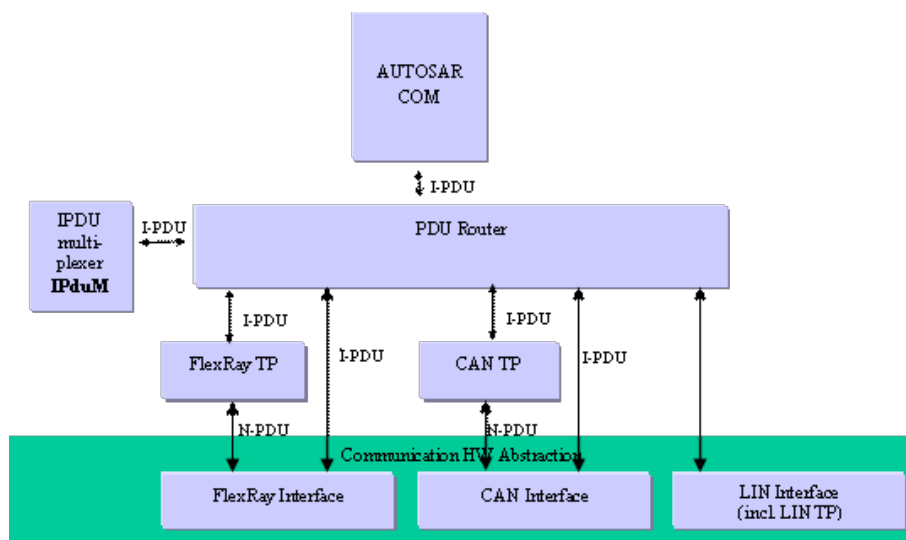 AUTOSAR
COM
I-PDU
IPDU
multi-
plexer
IPduM
I-PDU
PDU Router
I-PDU
I-PDU
I-PDU
I-PDU
FlexRay TP
CAN TP
N-PDU
N-PDU
Communication HW Abstraction
FlexRay Interface
CAN Interface
LIN Interface
(incl. LIN TP)